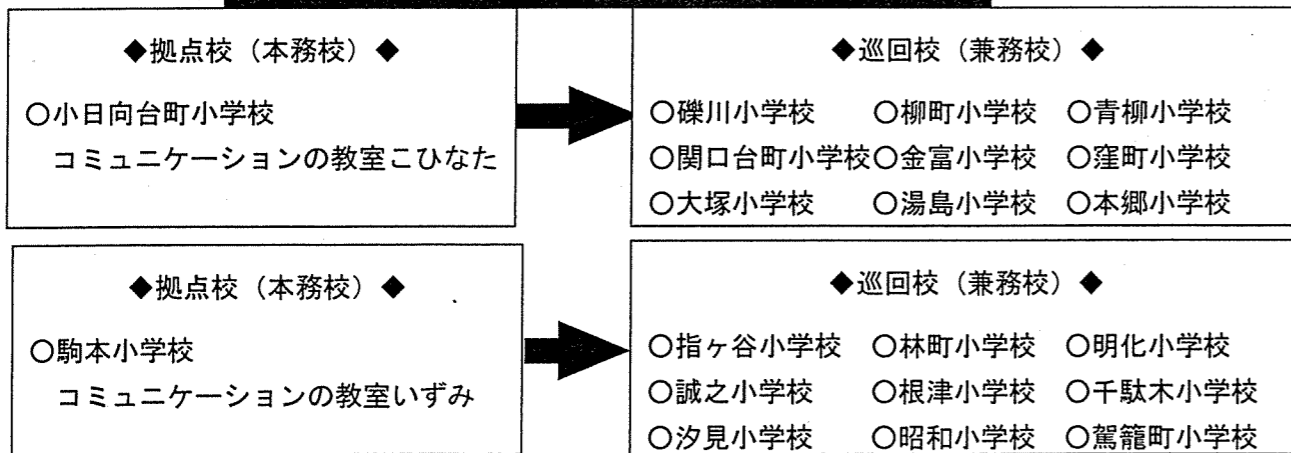 ◆拠点校（本務校）◆
○小日向台町小学校
コミュニケーションの教室こひなた
◆巡回校（兼務校）◆
○礫川小学校　○柳町小学校　○青柳小学校
○関口台町小学校○金富小学校　○窪町小学校
○大塚小学校　○湯島小学校　○本郷小学校
◆拠点校（本務校）◆
○駒本小学校
コミュニケーションの教室いずみ
◆巡回校（兼務校）◆
○指ヶ谷小学校　○林町小学校　○明化小学校
○誠之小学校　○根津小学校　○千駄木小学校
○汐見小学校　○昭和小学校　○駕籠町小学校